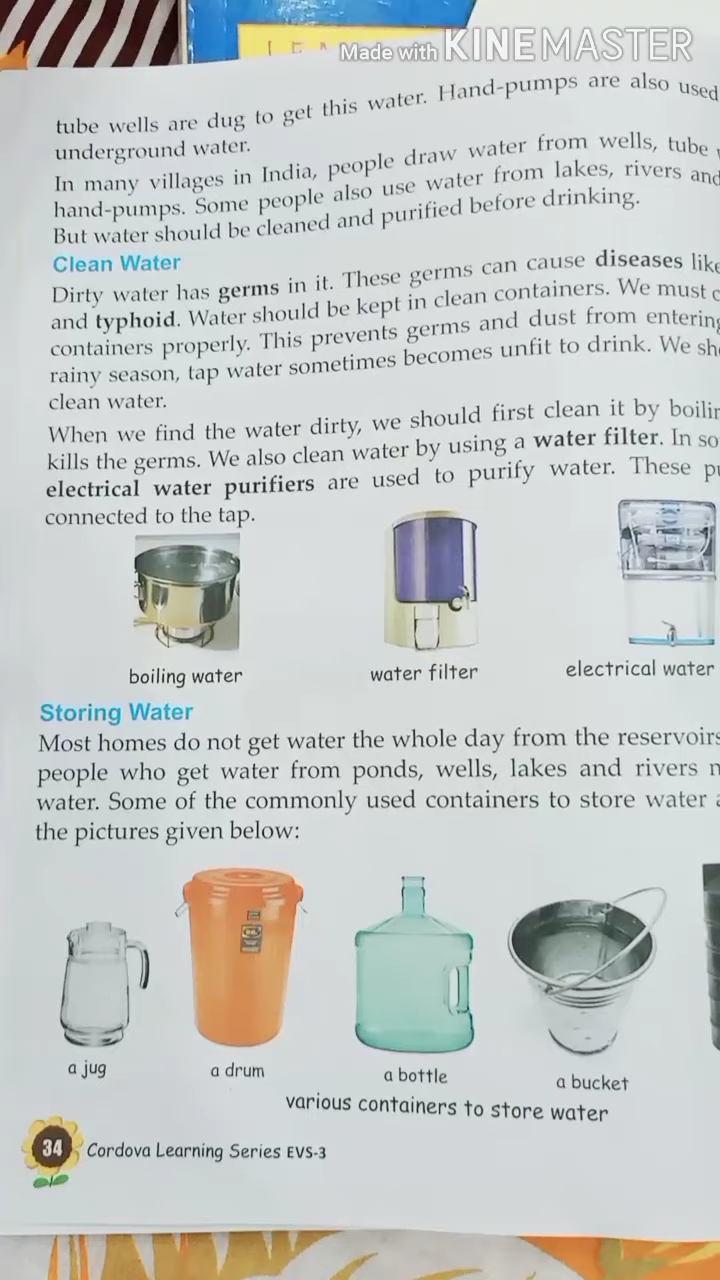 LEA
Made with KINEMASTER
tube wells are dug to get this water. Hand-pumps are also used
underground water.
In many villages in India, people draw water from wells, tube
hand-pumps. Some people also use water from lakes, rivers and
But water should be cleaned and purified before drinking.
Clean Water
Dirty water has germs in it. These germs can cause diseases like
and typhoid. Water should be kept in clean containers. We must
containers properly. This prevents germs and dust from entering
rainy season, tap water sometimes becomes unfit to drink. We
clean water.
When we find the water dirty, we should first clean it by
kills the germs. We also clean water by using a water filter. In
electrical water purifiers are used to purify water. These
connected to the tap.
boiling water
water filter
electrical water
Storing Water
Most homes do not get water the whole day from the reservoirs
people who get water from ponds, wells, lakes and rivers
water. Some of the commonly used containers to store water
the pictures given below:
a jug
a drum
a bottle
a bucket
various containers to store water
34 Cordova Learning Series EVS-3